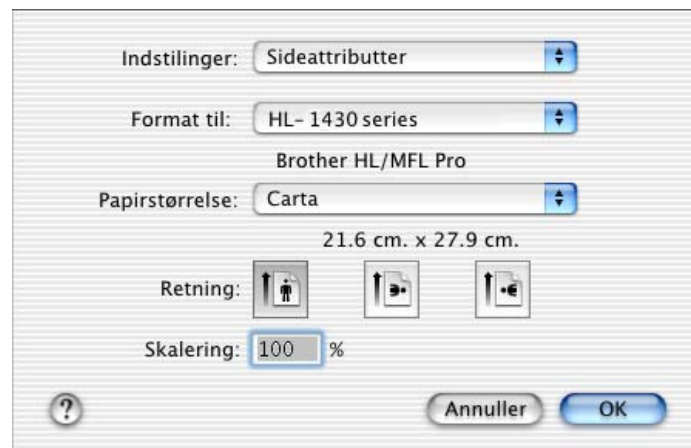 Indstilinger: Sideattributter
Format til: HL- 1430 series
Brother HL/MFL Pro
Papirstørrelse: Carta
21.6 cm. x 27.9 cm.
Retning:
Skalering: 100 %
? Annuller OK